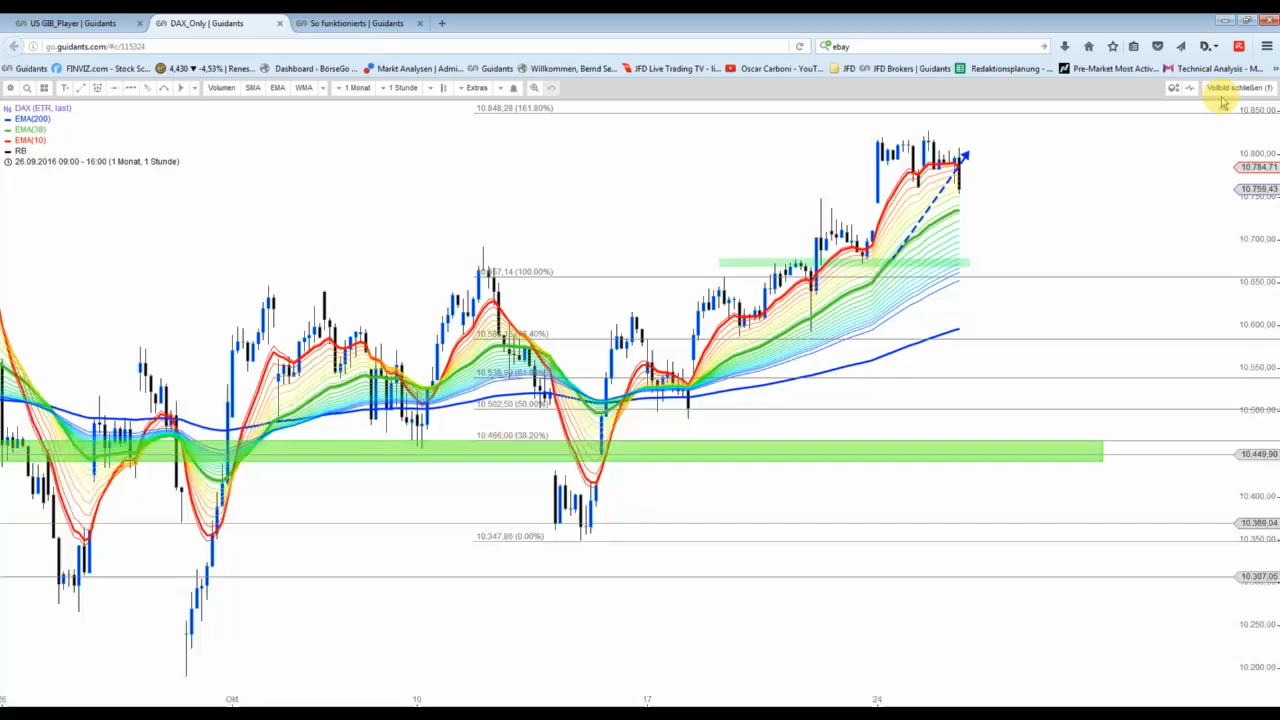 US GIB_Player | Guidants
DAX_Only | Guidants
So funktionierts | Guidants
go.guidants.com/#c/115324
ebay
Guidants FINVIZ.com - Stock Sc... 4,430 ▼ -4,53% | Renes... Dashboard - BörseGo ... Markt Analysen | Admi... Guidants Willkommen, Bernd Se... JFD Live Trading TV - li... Oscar Carboni - YouT... JFD JFD Brokers | Guidants Redaktionsplanung - ... Pre-Market Most Activ... Technical Analysis - M...
Volumen SMA EMA WMA 1 Monat 1 Stunde Extras Vollbild schließen (f)
DAX (ETR, last)
EMA(200)
EMA(38)
EMA(10)
RB
26.09.2016 09:00 - 16:00 (1 Monat, 1 Stunde)
10.848,28 (161.80%)
10.502,50 (50.00%)
10.466,00 (38.20%)
10.347,86 (0.00%)
10.850,00
10.800,00
10.784,71
10.759,43
10.750,00
10.700,00
10.650,00
10.600,00
10.550,00
10.500,00
10.449,90
10.400,00
10.369,04
10.350,00
10.307,05
10.250,00
10.200,00
26 Okt 10 17 24